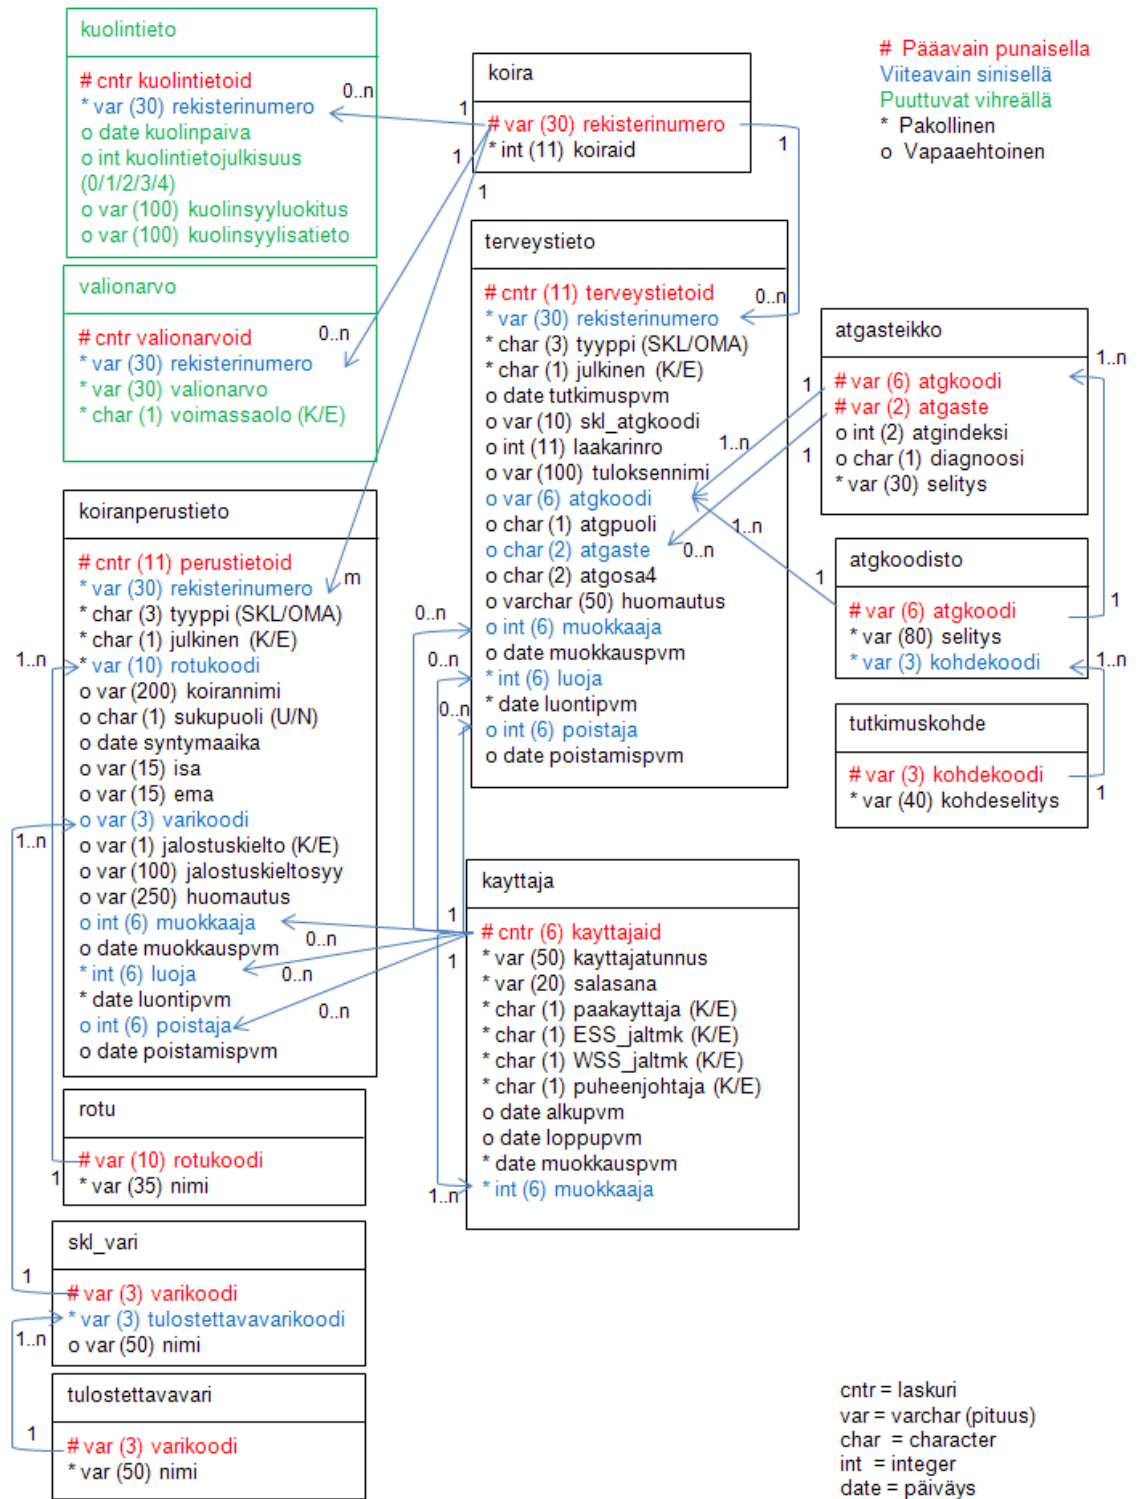 kuolintieto
# cntr kuolintietoid
* var (30) rekisterinumero
o date kuolinpaiva
o int kuolintietojulkisuus
(0/1/2/3/4)
o var (100) kuolinsyyluokitus
o var (100) kuolinsyylisatieto
0..n
valionarvo
# cntr valionarvoid
* var (30) rekisterinumero
* var (30) valionarvo
* char (1) voimassaolo (K/E)
0..n
koiranperustieto
# cntr (11) perustietoid
* var (30) rekisterinumero
* char (3) tyyppi (SKL/OMA)
* char (1) julkinen (K/E)
* var (10) rotukoodi
o var (200) koirannimi
o char (1) sukupuoli (U/N)
o date syntymaaika
o var (15) isa
o var (15) ema
o var (3) varikoodi
o var (1) jalostuskielto (K/E)
o var (100) jalostuskieltosyy
o var (250) huomautus
o int (6) muokkaaja
o date muokkauspvm
* int (6) luoja
* date luontipvm
o int (6) poistaja
o date poistamispvm
m
1..n
1..n
0..n
0..n
0..n
rotu
# var (10) rotukoodi
* var (35) nimi
1
skl_vari
# var (3) varikoodi
* var (3) tulostettavavarikoodi
o var (50) nimi
1
1..n
tulostettavavari
# var (3) varikoodi
* var (50) nimi
1
koira
# var (30) rekisterinumero
* int (11) koiraid
1
1
1
1
terveystieto
# cntr (11) terveystietoid
* var (30) rekisterinumero
* char (3) tyyppi (SKL/OMA)
* char (1) julkinen (K/E)
o date tutkimuspvm
o var (10) skl_atgkoodi
o int (11) laakarinro
o var (100) tuloksennimi
o var (6) atgkoodi
o char (1) atgpuoli
o char (2) atgaste
o char (2) atgosa4
o varchar (50) huomautus
o int (6) muokkaaja
o date muokkauspvm
* int (6) luoja
* date luontipvm
o int (6) poistaja
o date poistamispvm
0..n
1..n
1..n
0..n
0..n
0..n
0..n
kayttaja
# cntr (6) kayttajaid
* var (50) kayttajatunnus
* var (20) salasana
* char (1) paakayttaja (K/E)
* char (1) ESS_jaltmk (K/E)
* char (1) WSS_jaltmk (K/E)
* char (1) puheenjohtaja (K/E)
o date alkupvm
o date loppupvm
* date muokkauspvm
* int (6) muokkaaja
1
1
1..n
# Pääavain punaisella
Viiteavain sinisellä
Puuttuvat vihreällä
* Pakollinen
o Vapaaehtoinen
atgasteikko
# var (6) atgkoodi
# var (2) atgaste
o int (2) atgindeksi
o char (1) diagnoosi
* var (30) selitys
1
1
1..n
atgkoodisto
# var (6) atgkoodi
* var (80) selitys
* var (3) kohdekoodi
1
1
1..n
tutkimuskohde
# var (3) kohdekoodi
* var (40) kohdeselitys
1
cntr = laskuri
var = varchar (pituus)
char = character
int = integer
date = päiväys